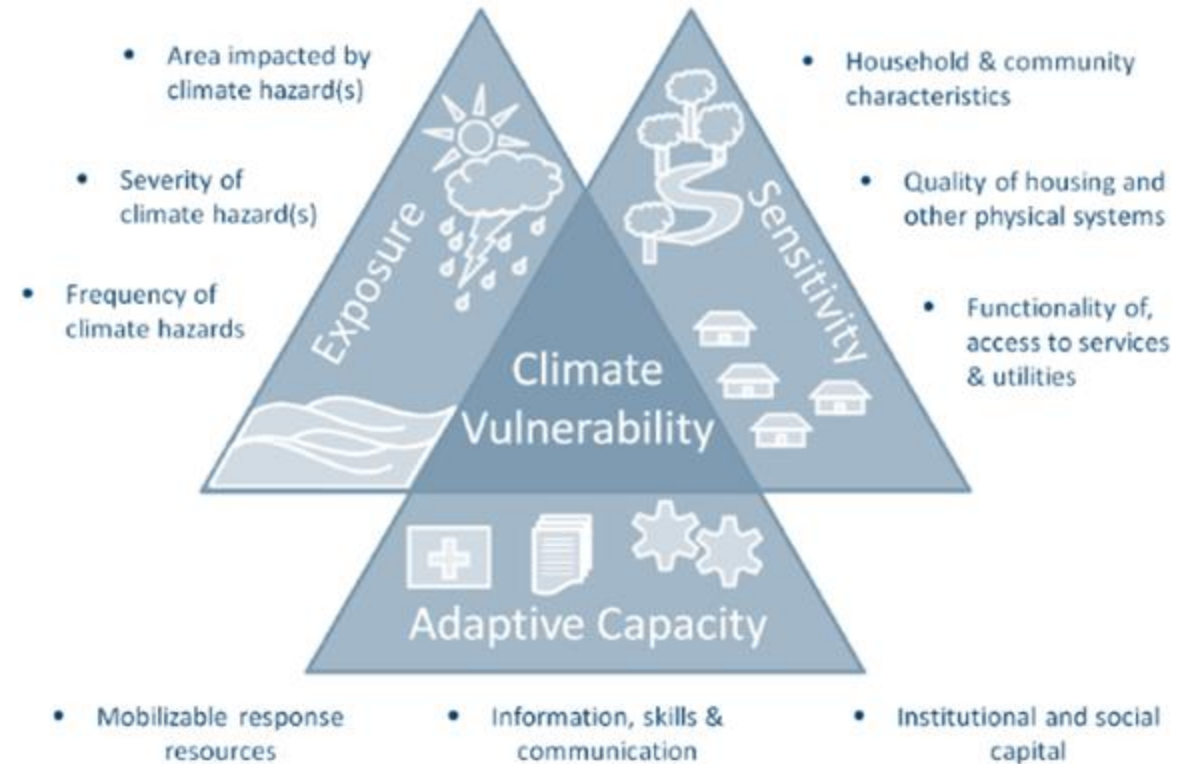 • Area impacted by
climate hazard(s)
• Severity of
climate hazard(s)
• Frequency of
climate hazards
Exposure
• Household & community
characteristics
• Quality of housing and
other physical systems
• Functionality of,
access to services
& utilities
Sensitivity
Climate
Vulnerability
Adaptive Capacity
• Mobilizable response
resources
• Information, skills &
communication
• Institutional and social
capital